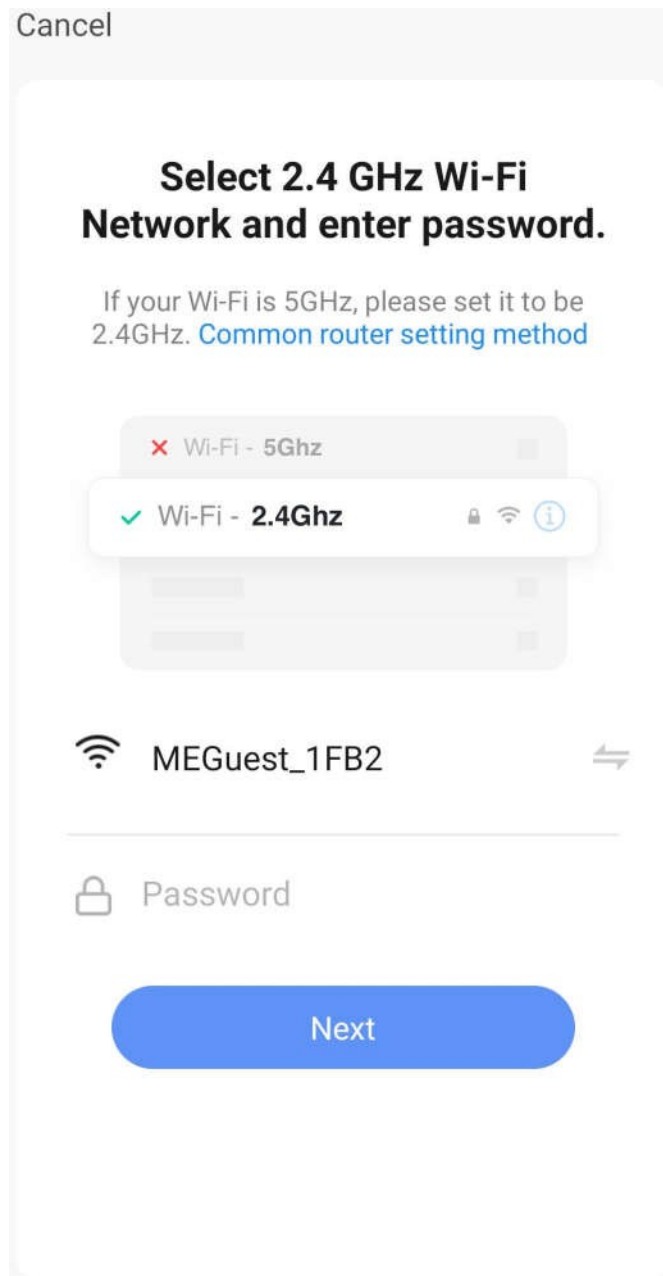 Cancel
Select 2.4 GHz Wi-Fi
Network and enter password.
If your Wi-Fi is 5GHz, please set it to be
2.4GHz. Common router setting method
Wi-Fi - 5Ghz
Wi-Fi - 2.4Ghz
MEGuest_1FB2
Password
Next